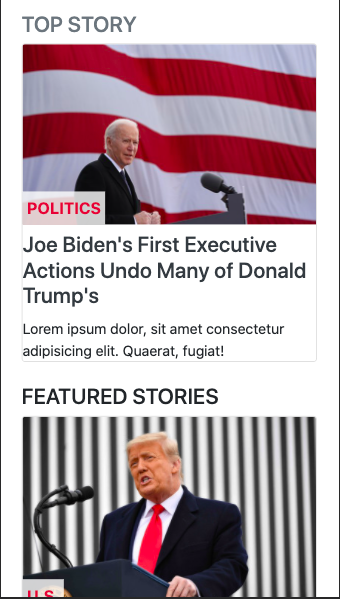 TOP STORY
POLITICS
Joe Biden's First Executive
Actions Undo Many of Donald
Trump's
Lorem ipsum dolor, sit amet consectetur
adipisicing elit. Quaerat, fugiat!
FEATURED STORIES
U.S.